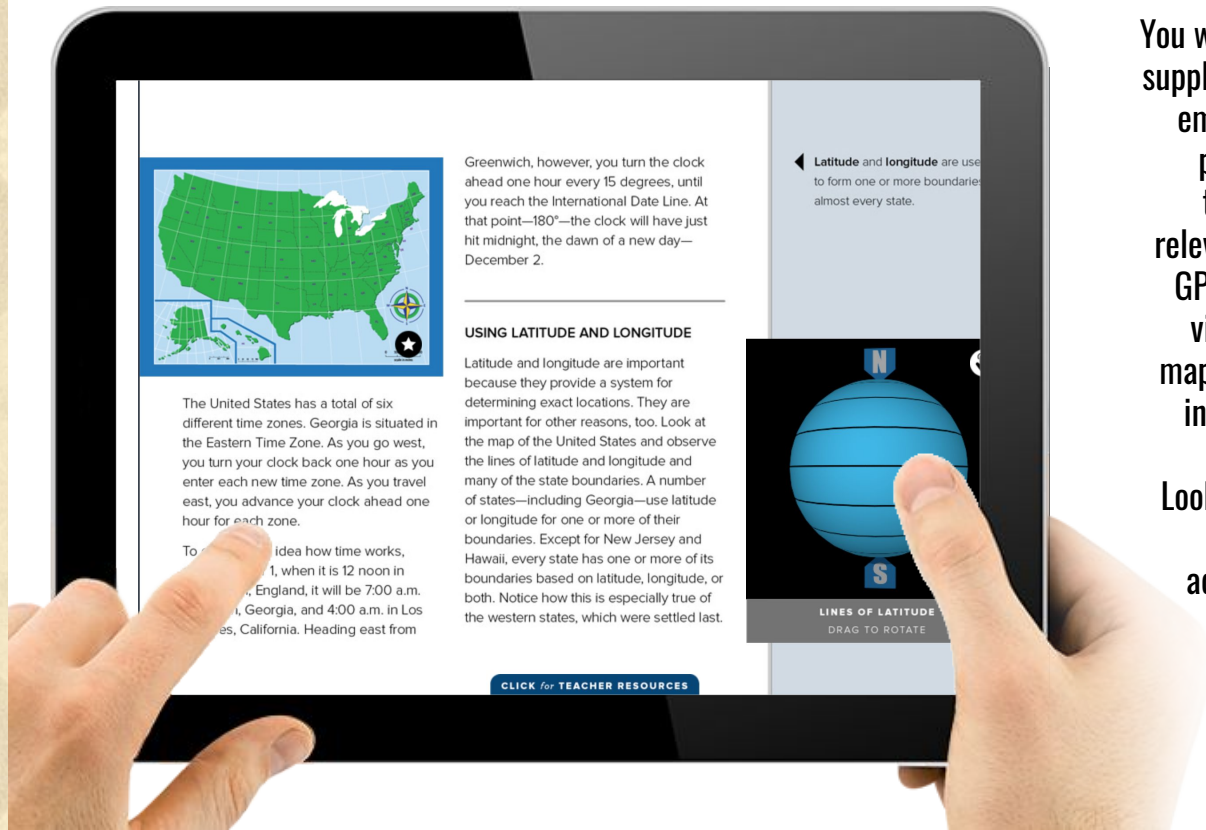 The United States has a total of six
different time zones. Georgia is situated in
the Eastern Time Zone. As you go west,
you turn your clock back one hour as you
enter each new time zone. As you travel
east, you advance your clock ahead one
hour for each zone.
To idea how time works,
1, when it is 12 noon in
England, it will be 7:00 a.m.
Georgia, and 4:00 a.m. in Los
California. Heading east from
Greenwich, however, you turn the clock
ahead one hour every 15 degrees, until
you reach the International Date Line. At
that point—180°—the clock will have just
hit midnight, the dawn of a new day—
December 2.
USING LATITUDE AND LONGITUDE
Latitude and longitude are important
because they provide a system for
determining exact locations. They are
important for other reasons, too. Look at
the map of the United States and observe
the lines of latitude and longitude and
many of the state boundaries. A number
of states—including Georgia—use latitude
or longitude for one or more of their
boundaries. Except for New Jersey and
Hawaii, every state has one or more of its
boundaries based on latitude, longitude, or
both. Notice how this is especially true of
the western states, which were settled last.
CLICK for TEACHER RESOURCES
Latitude and longitude are
to form one or more
almost every state.
N
S
LINES OF LATITUDE
DRAG TO ROTATE
You
GP
in
Look